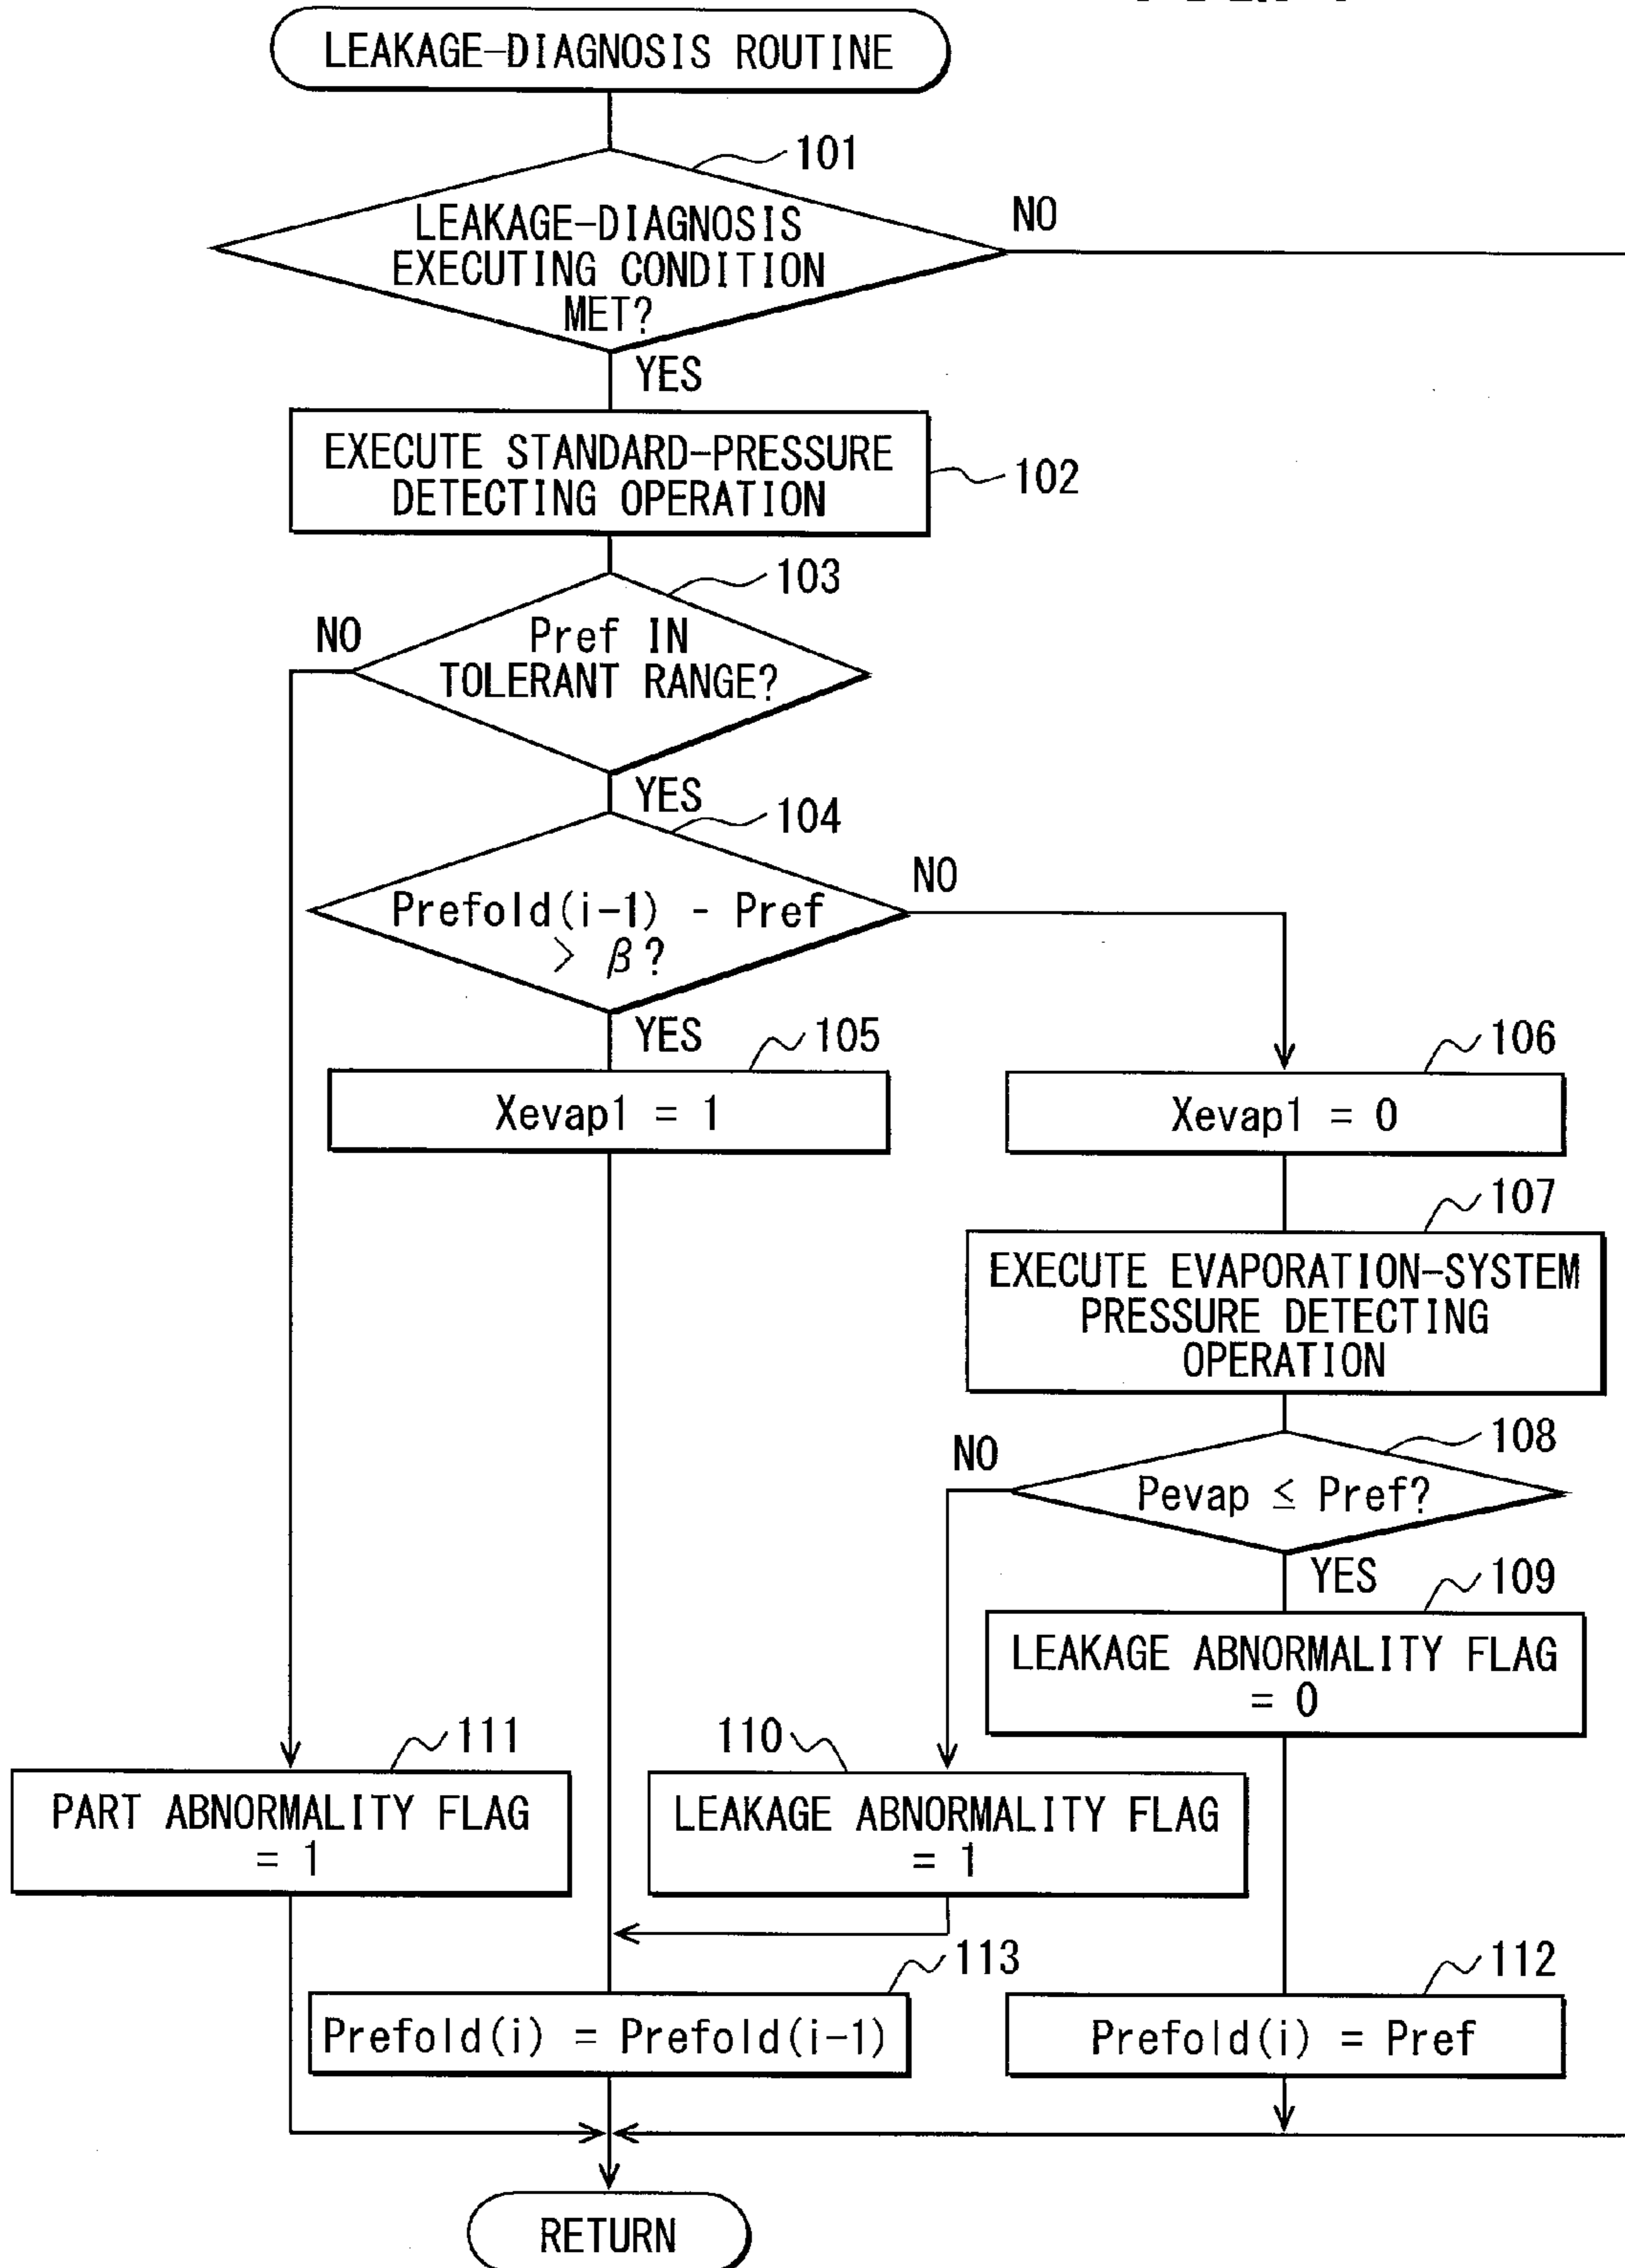 LEAKAGE-DIAGNOSIS ROUTINE
101
LEAKAGE-DIAGNOSIS
EXECUTING CONDITION
MET?
NO
YES
EXECUTE STANDARD-PRESSURE
DETECTING OPERATION
102
103
NO
Pref IN
TOLERANT RANGE?
YES
104
NO
Prefold(i-1) - Pref
> β?
YES
105
106
Xevap1 = 1
Xevap1 = 0
107
EXECUTE EVAPORATION-SYSTEM
PRESSURE DETECTING
OPERATION
108
NO
Pevap ≤ Pref?
YES
109
LEAKAGE ABNORMALITY FLAG
= 0
111
110
PART ABNORMALITY FLAG
= 1
LEAKAGE ABNORMALITY FLAG
= 1
113
112
Prefold(i) = Prefold(i-1)
Prefold(i) = Pref
RETURN